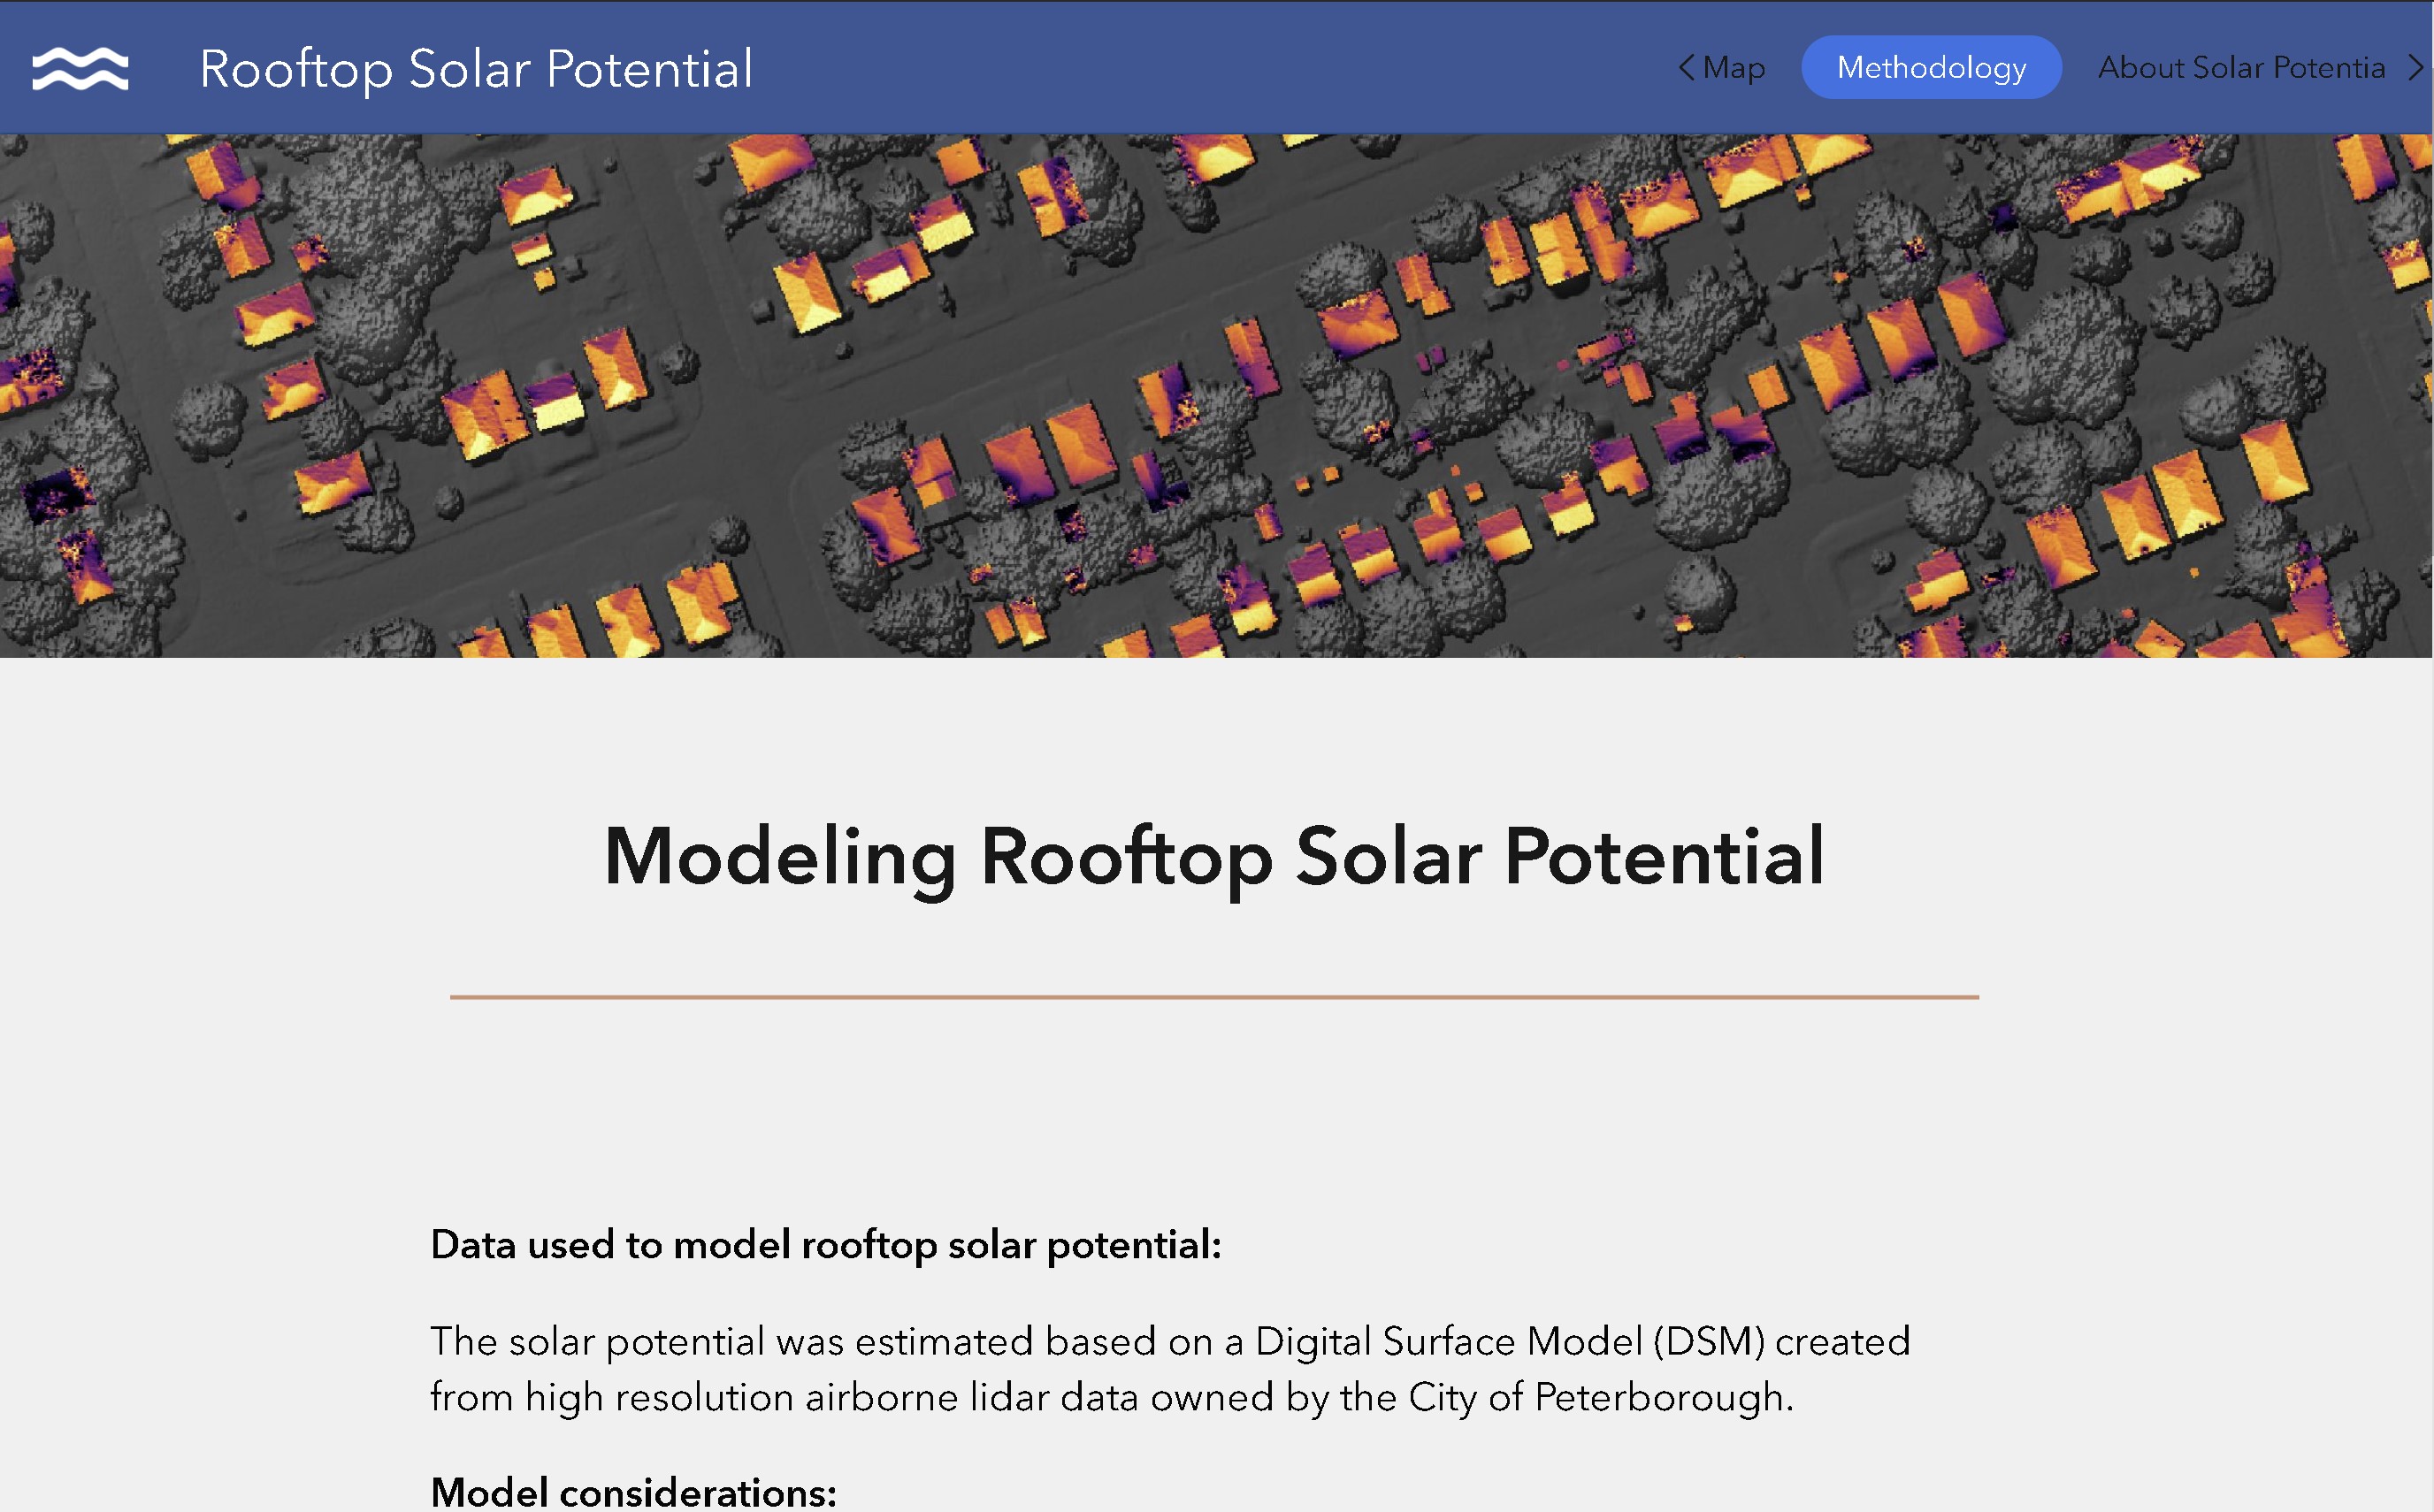 Rooftop Solar Potential
Map
Methodology
About Solar Potentia
Modeling Rooftop Solar Potential
Data used to model rooftop solar potential:
The solar potential was estimated based on a Digital Surface Model (DSM) created
from high resolution airborne lidar data owned by the City of Peterborough.
Model considerations: